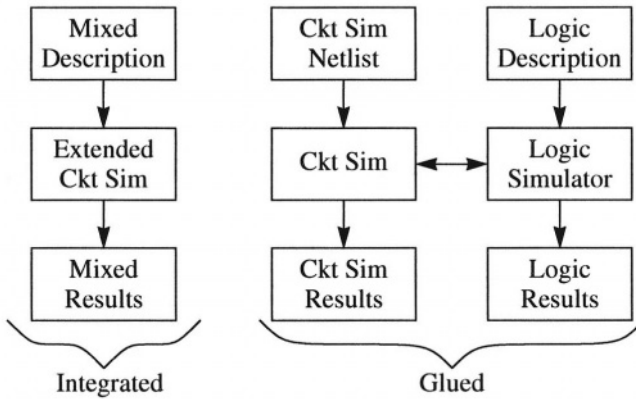 Mixed
Description
Ckt Sim
Netlist
Logic
Description
Extended
Ckt Sim
Ckt Sim
Logic
Simulator
Mixed
Results
Ckt Sim
Results
Logic
Results
Integrated
Glued